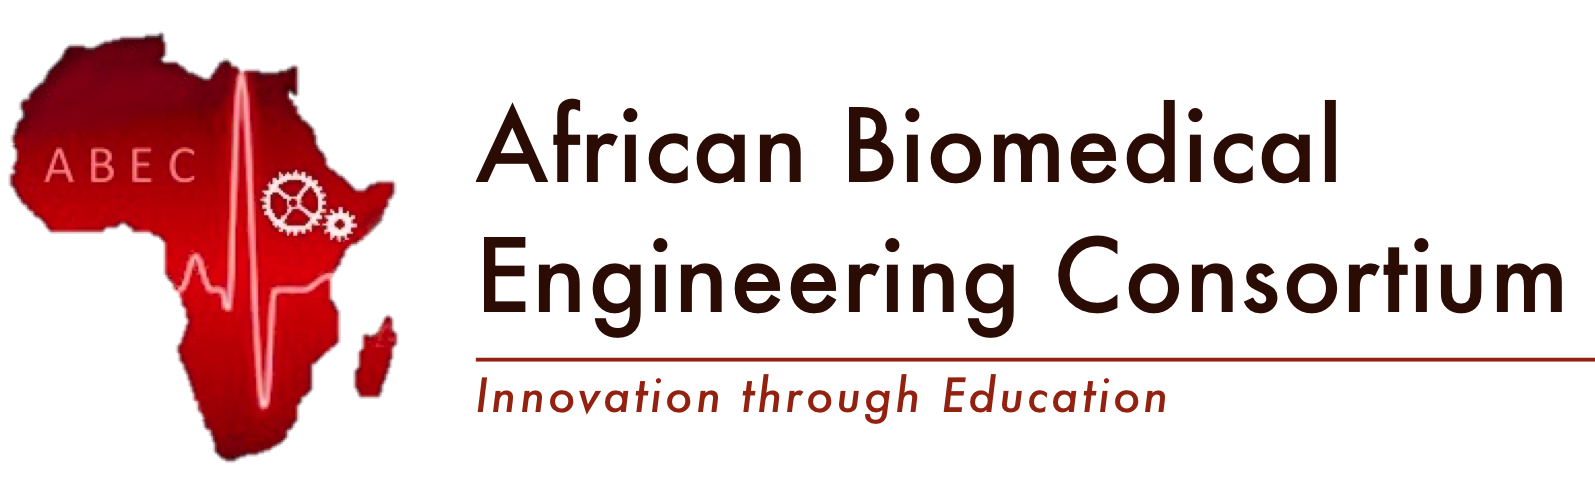 ABEC
African Biomedical
Engineering Consortium
Innovation through Education